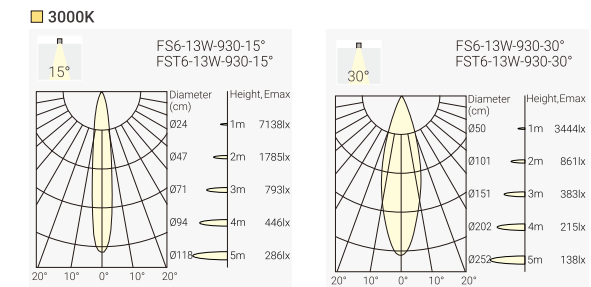 3000K
15°
FS6-13W-930-15°
FST6-13W-930-15°
Diameter Height,Emax
(cm)
Ø24 1m 7138lx
Ø47 2m 1785lx
Ø71 3m 793lx
Ø94 4m 446lx
Ø118 5m 286lx
20° 10° 0° 10° 20°
30°
FS6-13W-930-30°
FST6-13W-930-30°
Diameter Height,Emax
(cm)
Ø50 1m 3444lx
Ø101 2m 861lx
Ø151 3m 383lx
Ø202 4m 215lx
Ø252 5m 138lx
20° 10° 0° 10° 20°